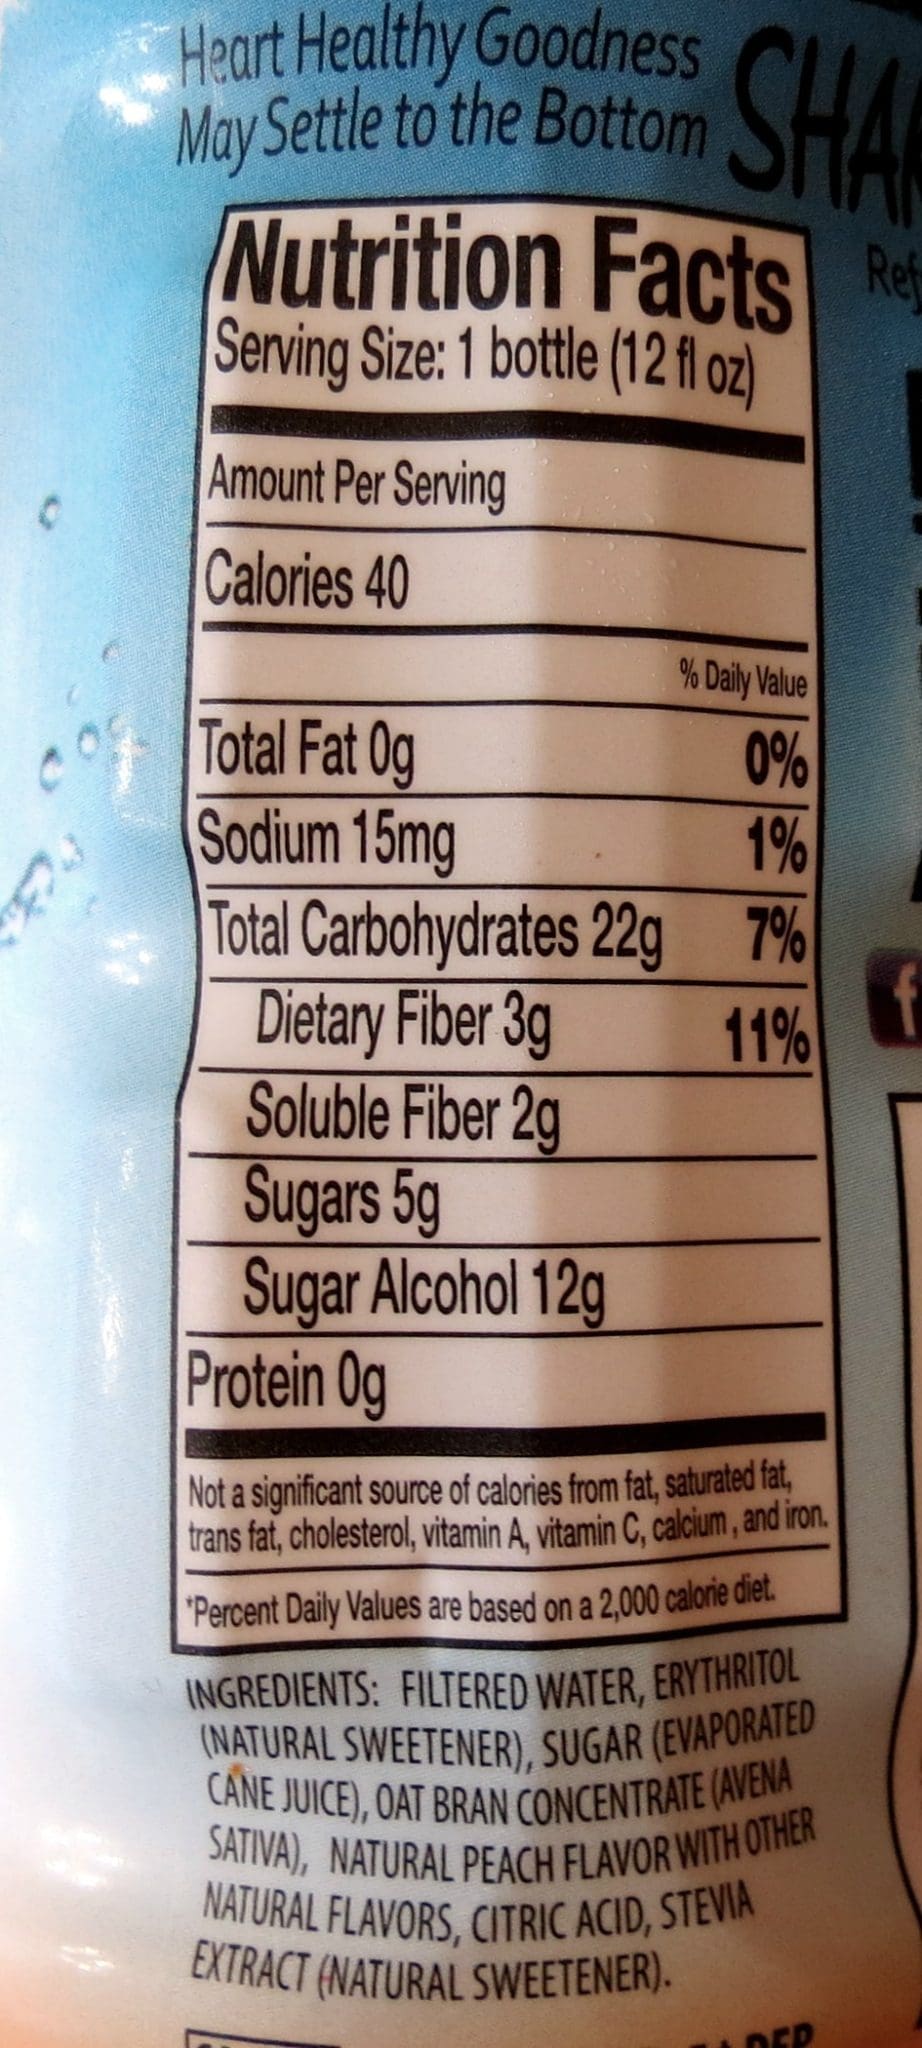 Heart Healthy Goodness
May Settle to the Bottom
Nutrition Facts
Serving Size: 1 bottle (12 fl oz)
Amount Per Serving
Calories 40
% Daily Value
Total Fat 0g 0%
Sodium 15mg 1%
Total Carbohydrates 22g 7%
Dietary Fiber 3g 11%
Soluble Fiber 2g
Sugars 5g
Sugar Alcohol 12g
Protein 0g
Not a significant source of calories from fat, saturated fat,
trans fat, cholesterol, vitamin A, vitamin C, calcium , and iron.
*Percent Daily Values are based on a 2,000 calorie diet.
INGREDIENTS: FILTERED WATER, ERYTHRITOL
(NATURAL SWEETENER), SUGAR (EVAPORATED
CANE JUICE), OAT BRAN CONCENTRATE (AVENA
SATIVA), NATURAL PEACH FLAVOR WITH OTHER
NATURAL FLAVORS, CITRIC ACID, STEVIA
EXTRACT (NATURAL SWEETENER).